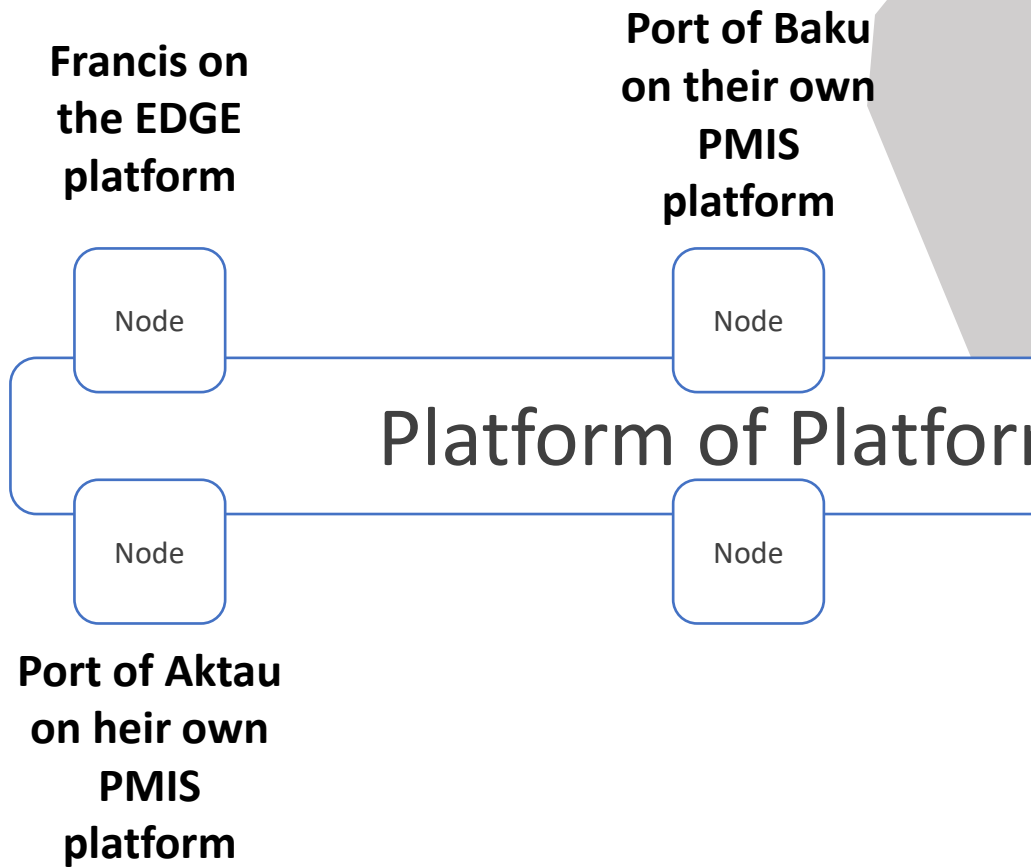 Francis on
the EDGE
platform
Port of Baku
on their own
PMIS
platform
Node
Node
Platform of
Node
Node
Port of Aktau
on heir own
PMIS
platform